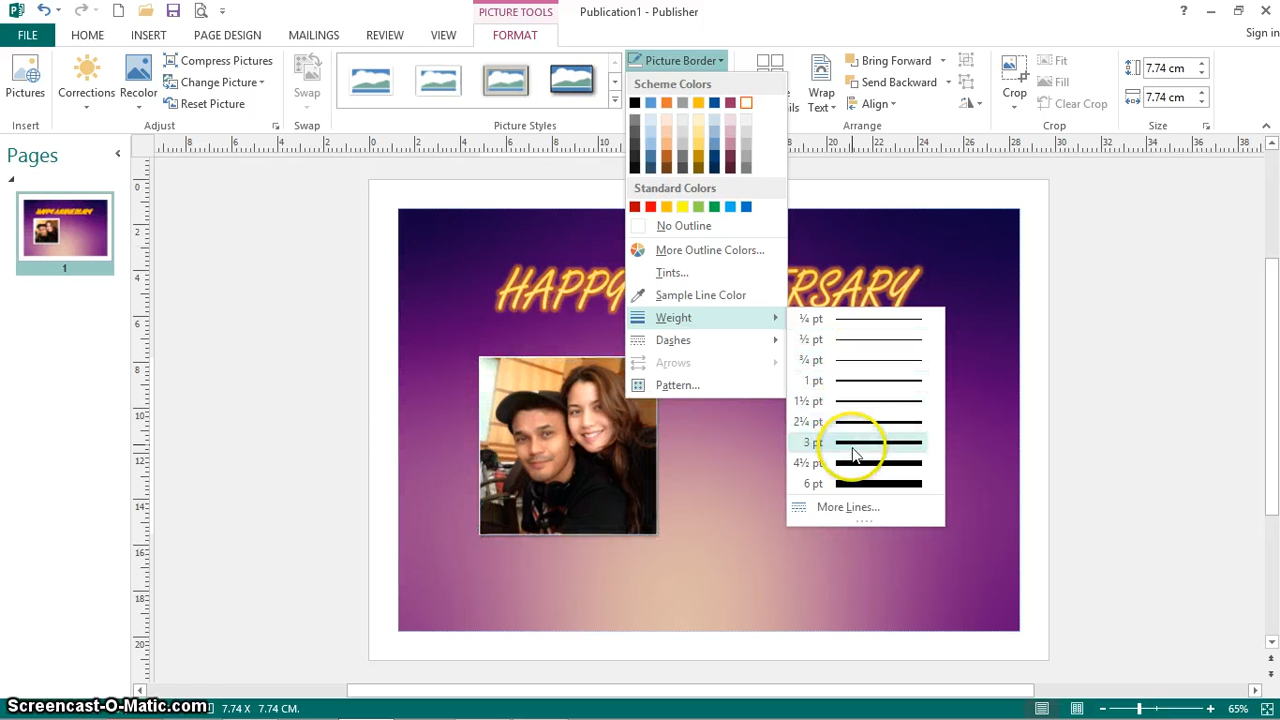 PICTURE TOOLS
Publication1 - Publisher
FILE HOME INSERT PAGE DESIGN MAILINGS REVIEW VIEW FORMAT Sign in
Pictures
Insert
Corrections
Recolor
Compress Pictures
Change Picture
Reset Picture
Adjust
Swap
Swap
Picture Styles
Picture Border
Wrap
Text
Bring Forward
Send Backward
Align
Arrange
Crop
Fit
Fill
Clear Crop
Crop
7.74 cm
7.74 cm
Size
Pages
HAPPY ANNIVERSARY
1
Scheme Colors
Standard Colors
No Outline
More Outline Colors...
Tints...
Sample Line Color
Weight
Dashes
Arrows
Pattern...
¼ pt
½ pt
¾ pt
1 pt
1½ pt
2¼ pt
3 pt
4½ pt
6 pt
More Lines...
HAPPY ERSARY
Screencast-O-Matic.com
7.74 X 7.74 CM.
65%